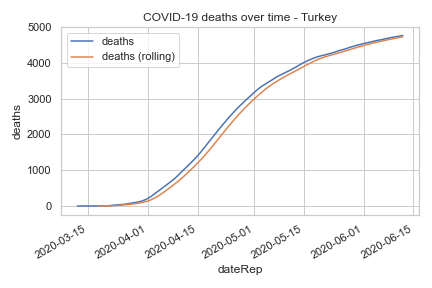 COVID-19 deaths over time - Turkey
deaths
deaths (rolling)
deaths
5000
4000
3000
2000
1000
0
2020-03-15
2020-04-01
2020-04-15
2020-05-01
2020-05-15
2020-06-01
2020-06-15
dateRep